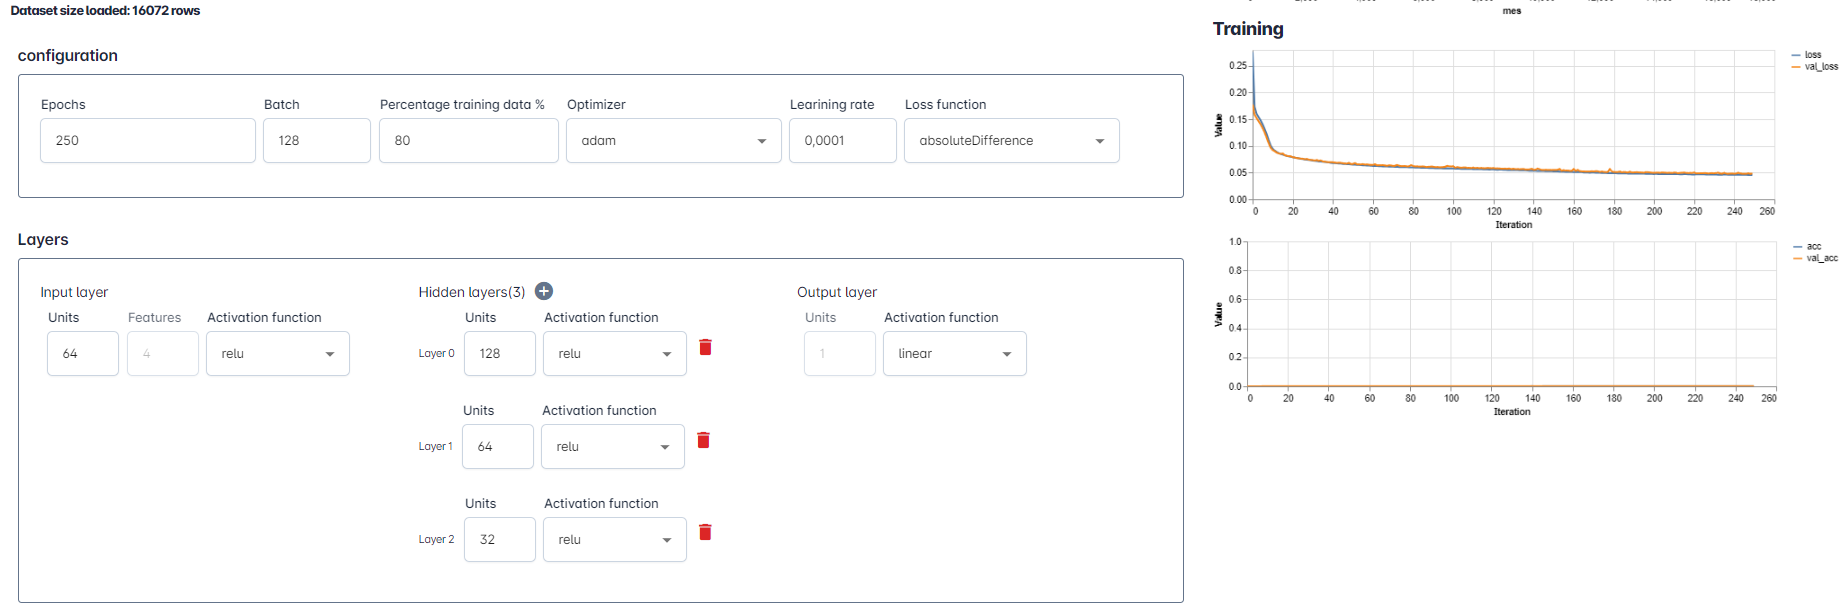 Dataset size loaded: 16072 rows
configuration
Epochs Batch Percentage training data % Optimizer Learining rate Loss function
250 128 80 adam 0,0001 absoluteDifference
Layers
Input layer
Units Features Activation function
64 4 relu
Hidden layers(3)
Units Activation function
Layer 0 128 relu
Units Activation function
Layer 1 64 relu
Units Activation function
Layer 2 32 relu
Output layer
Units Activation function
1 linear
mes
Training
loss
val_loss
Value
0.25
0.20
0.15
0.10
0.05
0.00
0 20 40 60 80 100 120 140 160 180 200 220 240 260
Iteration
acc
val_acc
Value
1.0
0.8
0.6
0.4
0.2
0.0
0 20 40 60 80 100 120 140 160 180 200 220 240 260
Iteration